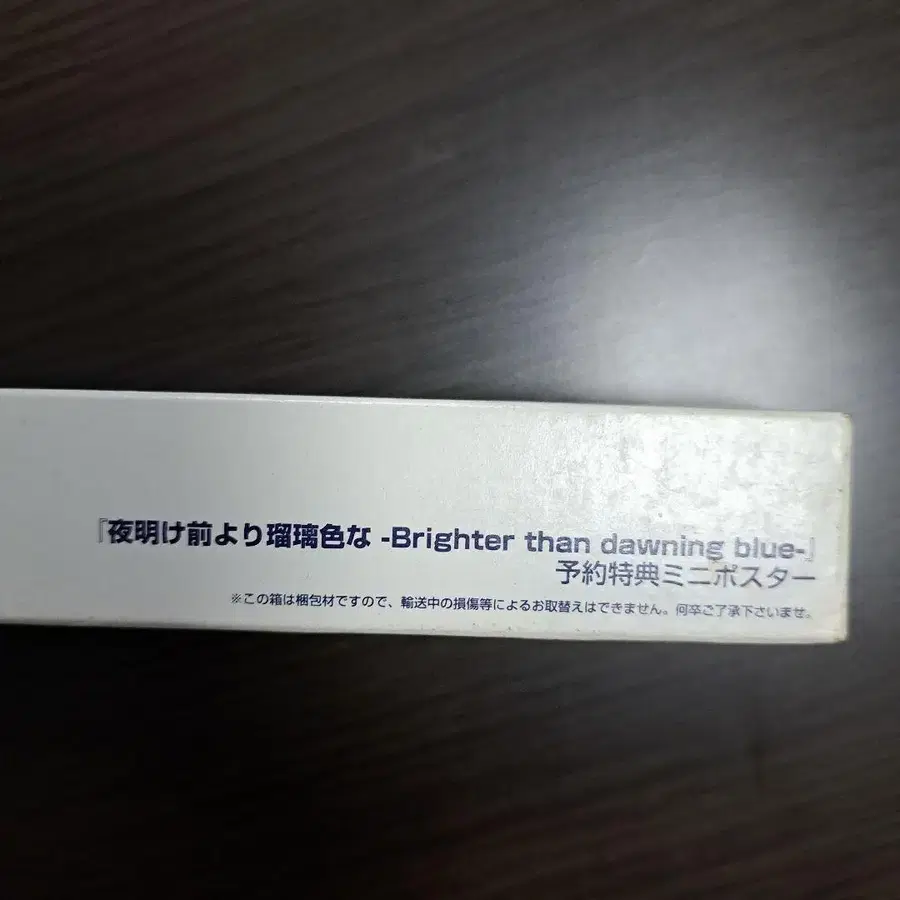 『夜明け前より瑠璃色な -Brighter than dawning blue-』
予約特典ミニポスター
※この箱は梱包材ですので、輸送中の損傷等によるお取替えはできません。何卒ご了承下さいませ。